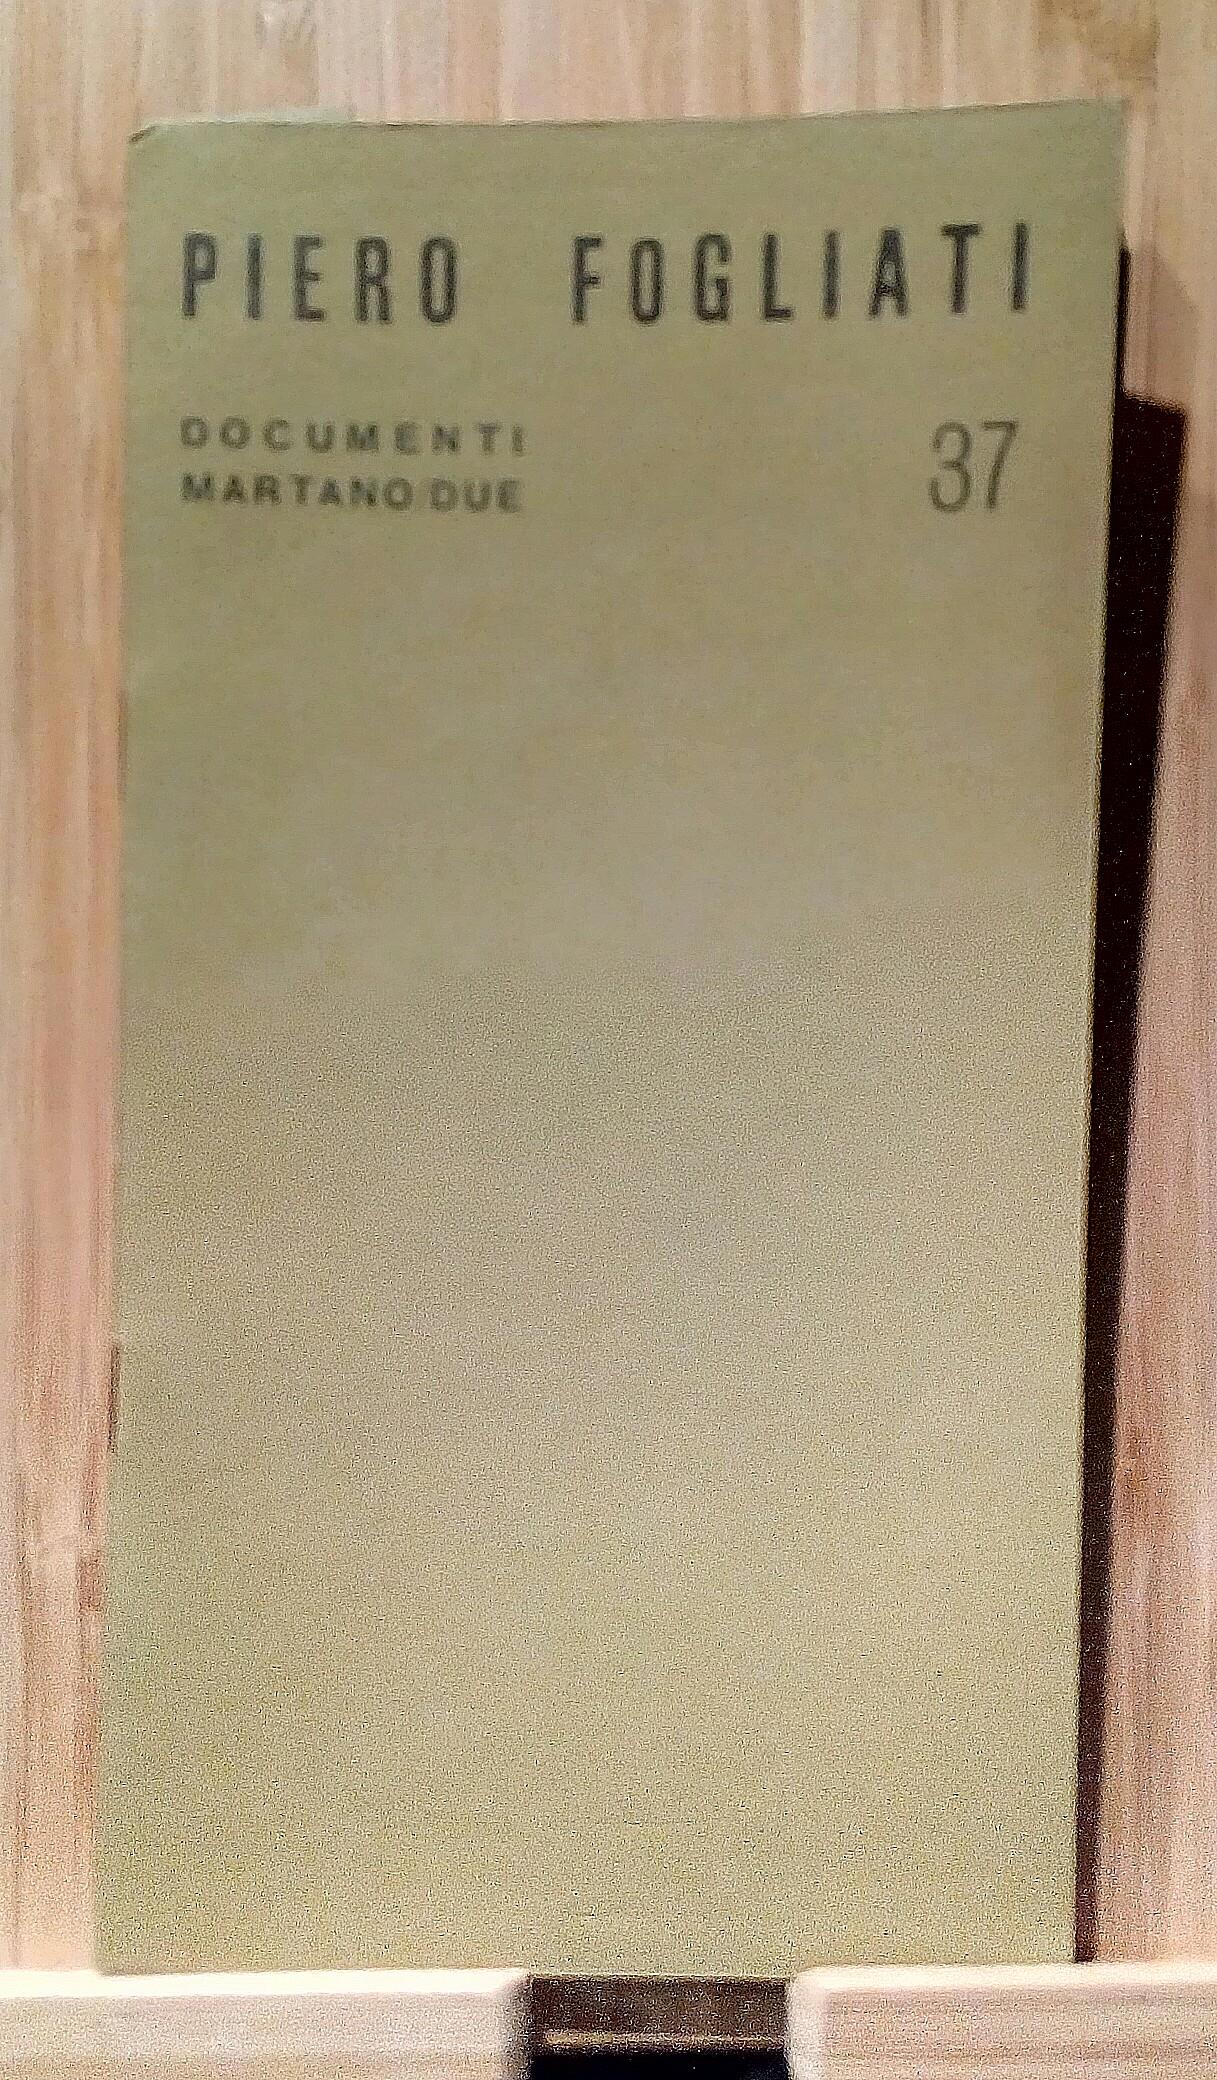 PIERO FOGLIATI
DOCUMENTI
MARTANO DUE
37